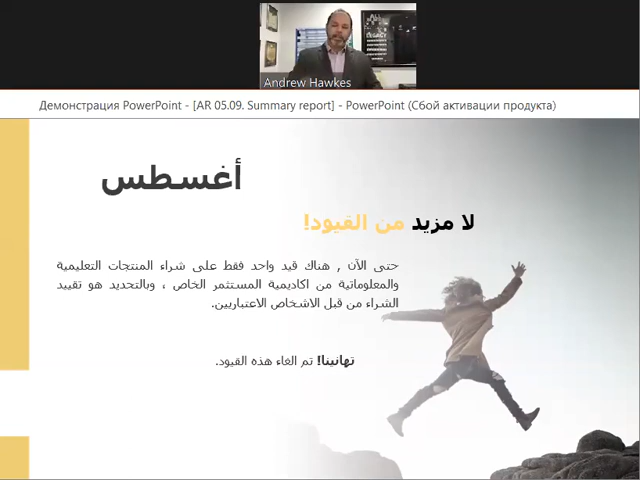 LEGACY
Andrew Hawkes
Демонстрация PowerPoint - [AR 05.09. Summary report] - PowerPoint (Сбой активации продукта)
أغسطس
لا مزيد من القيود!
حتى الآن , هناك قيد واحد فقط على شراء المنتجات التعليمية
والمعلوماتية من اكاديمية المستثمر الخاص ، وبالتحديد هو تقييد
الشراء من قبل الاشخاص الاعتباريين.
تهانينا! تم الغاء هذه القيود.